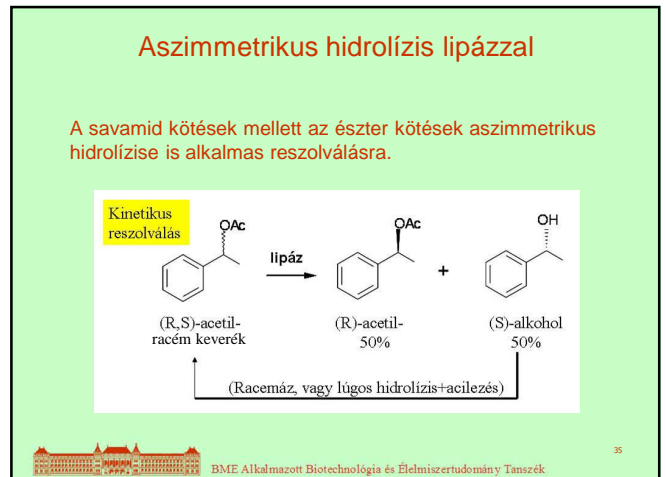 Aszimmetrikus hidrolízis lipázzal
A savamid kötések mellett az észter kötések aszimmetrikus
hidrolízise is alkalmas reszolválásra.
Kinetikus
reszolválás
OAc
lipáz
OAc
+
OH
(R,S)-acetil-
racém keverék
(R)-acetil-
50%
(S)-alkohol
50%
(Racemáz, vagy lúgos hidrolízis+acilezés)
BME Alkalmazott Biotechnológia és Élelmiszertudomány Tanszék
35